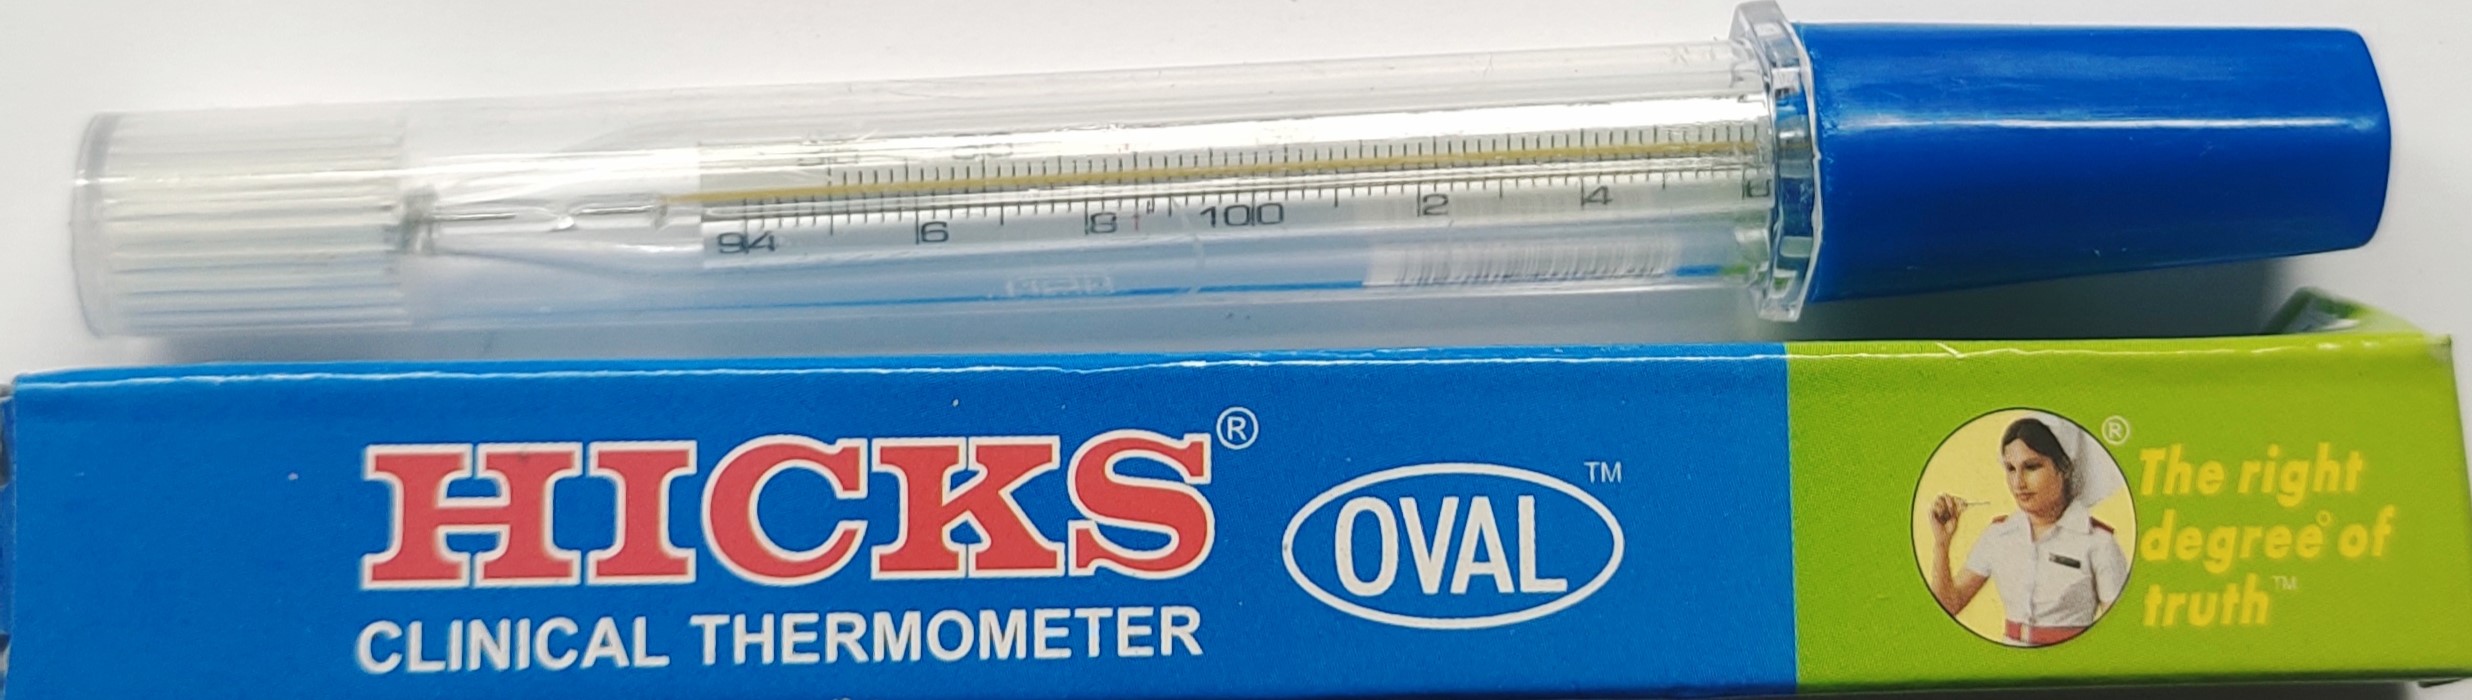 94 6 8 100 2 4
HICKS®
CLINICAL THERMOMETER
OVAL™
®
The right
degree° of
truth™